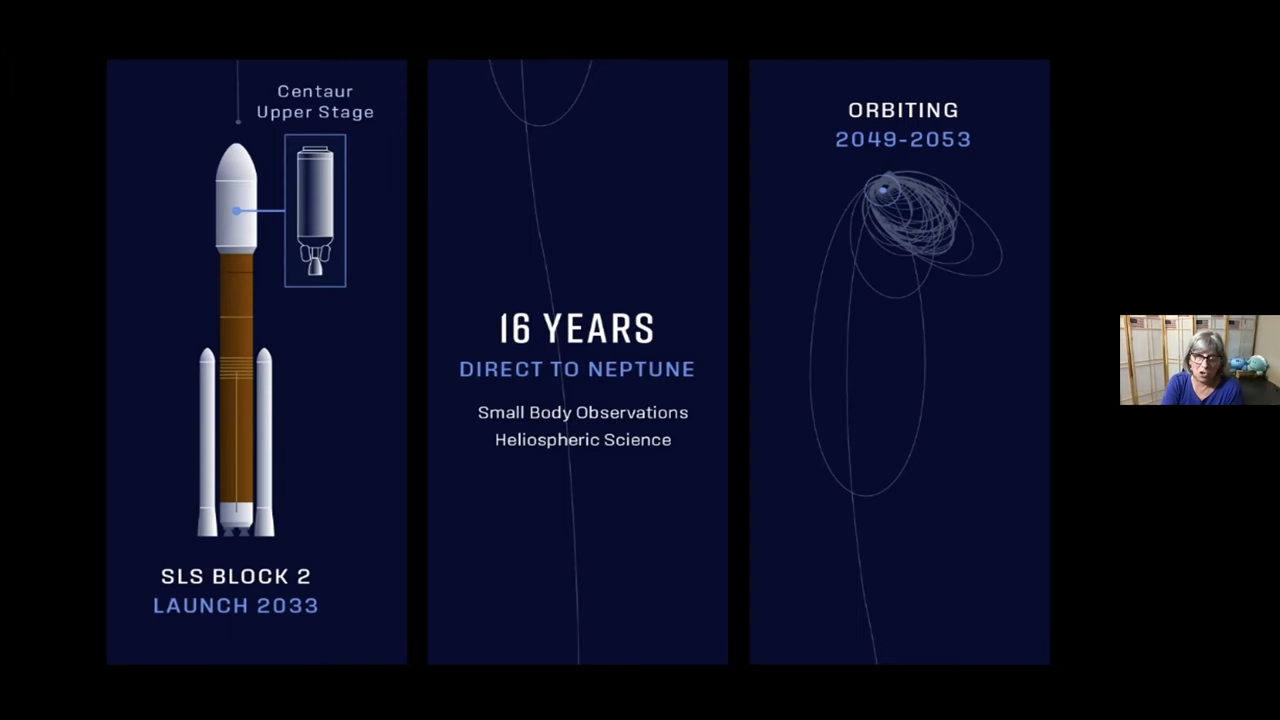 Centaur
Upper Stage
SLS BLOCK 2
LAUNCH 2033
16 YEARS
DIRECT TO NEPTUNE
Small Body Observations
Heliospheric Science
ORBITING
2049-2053